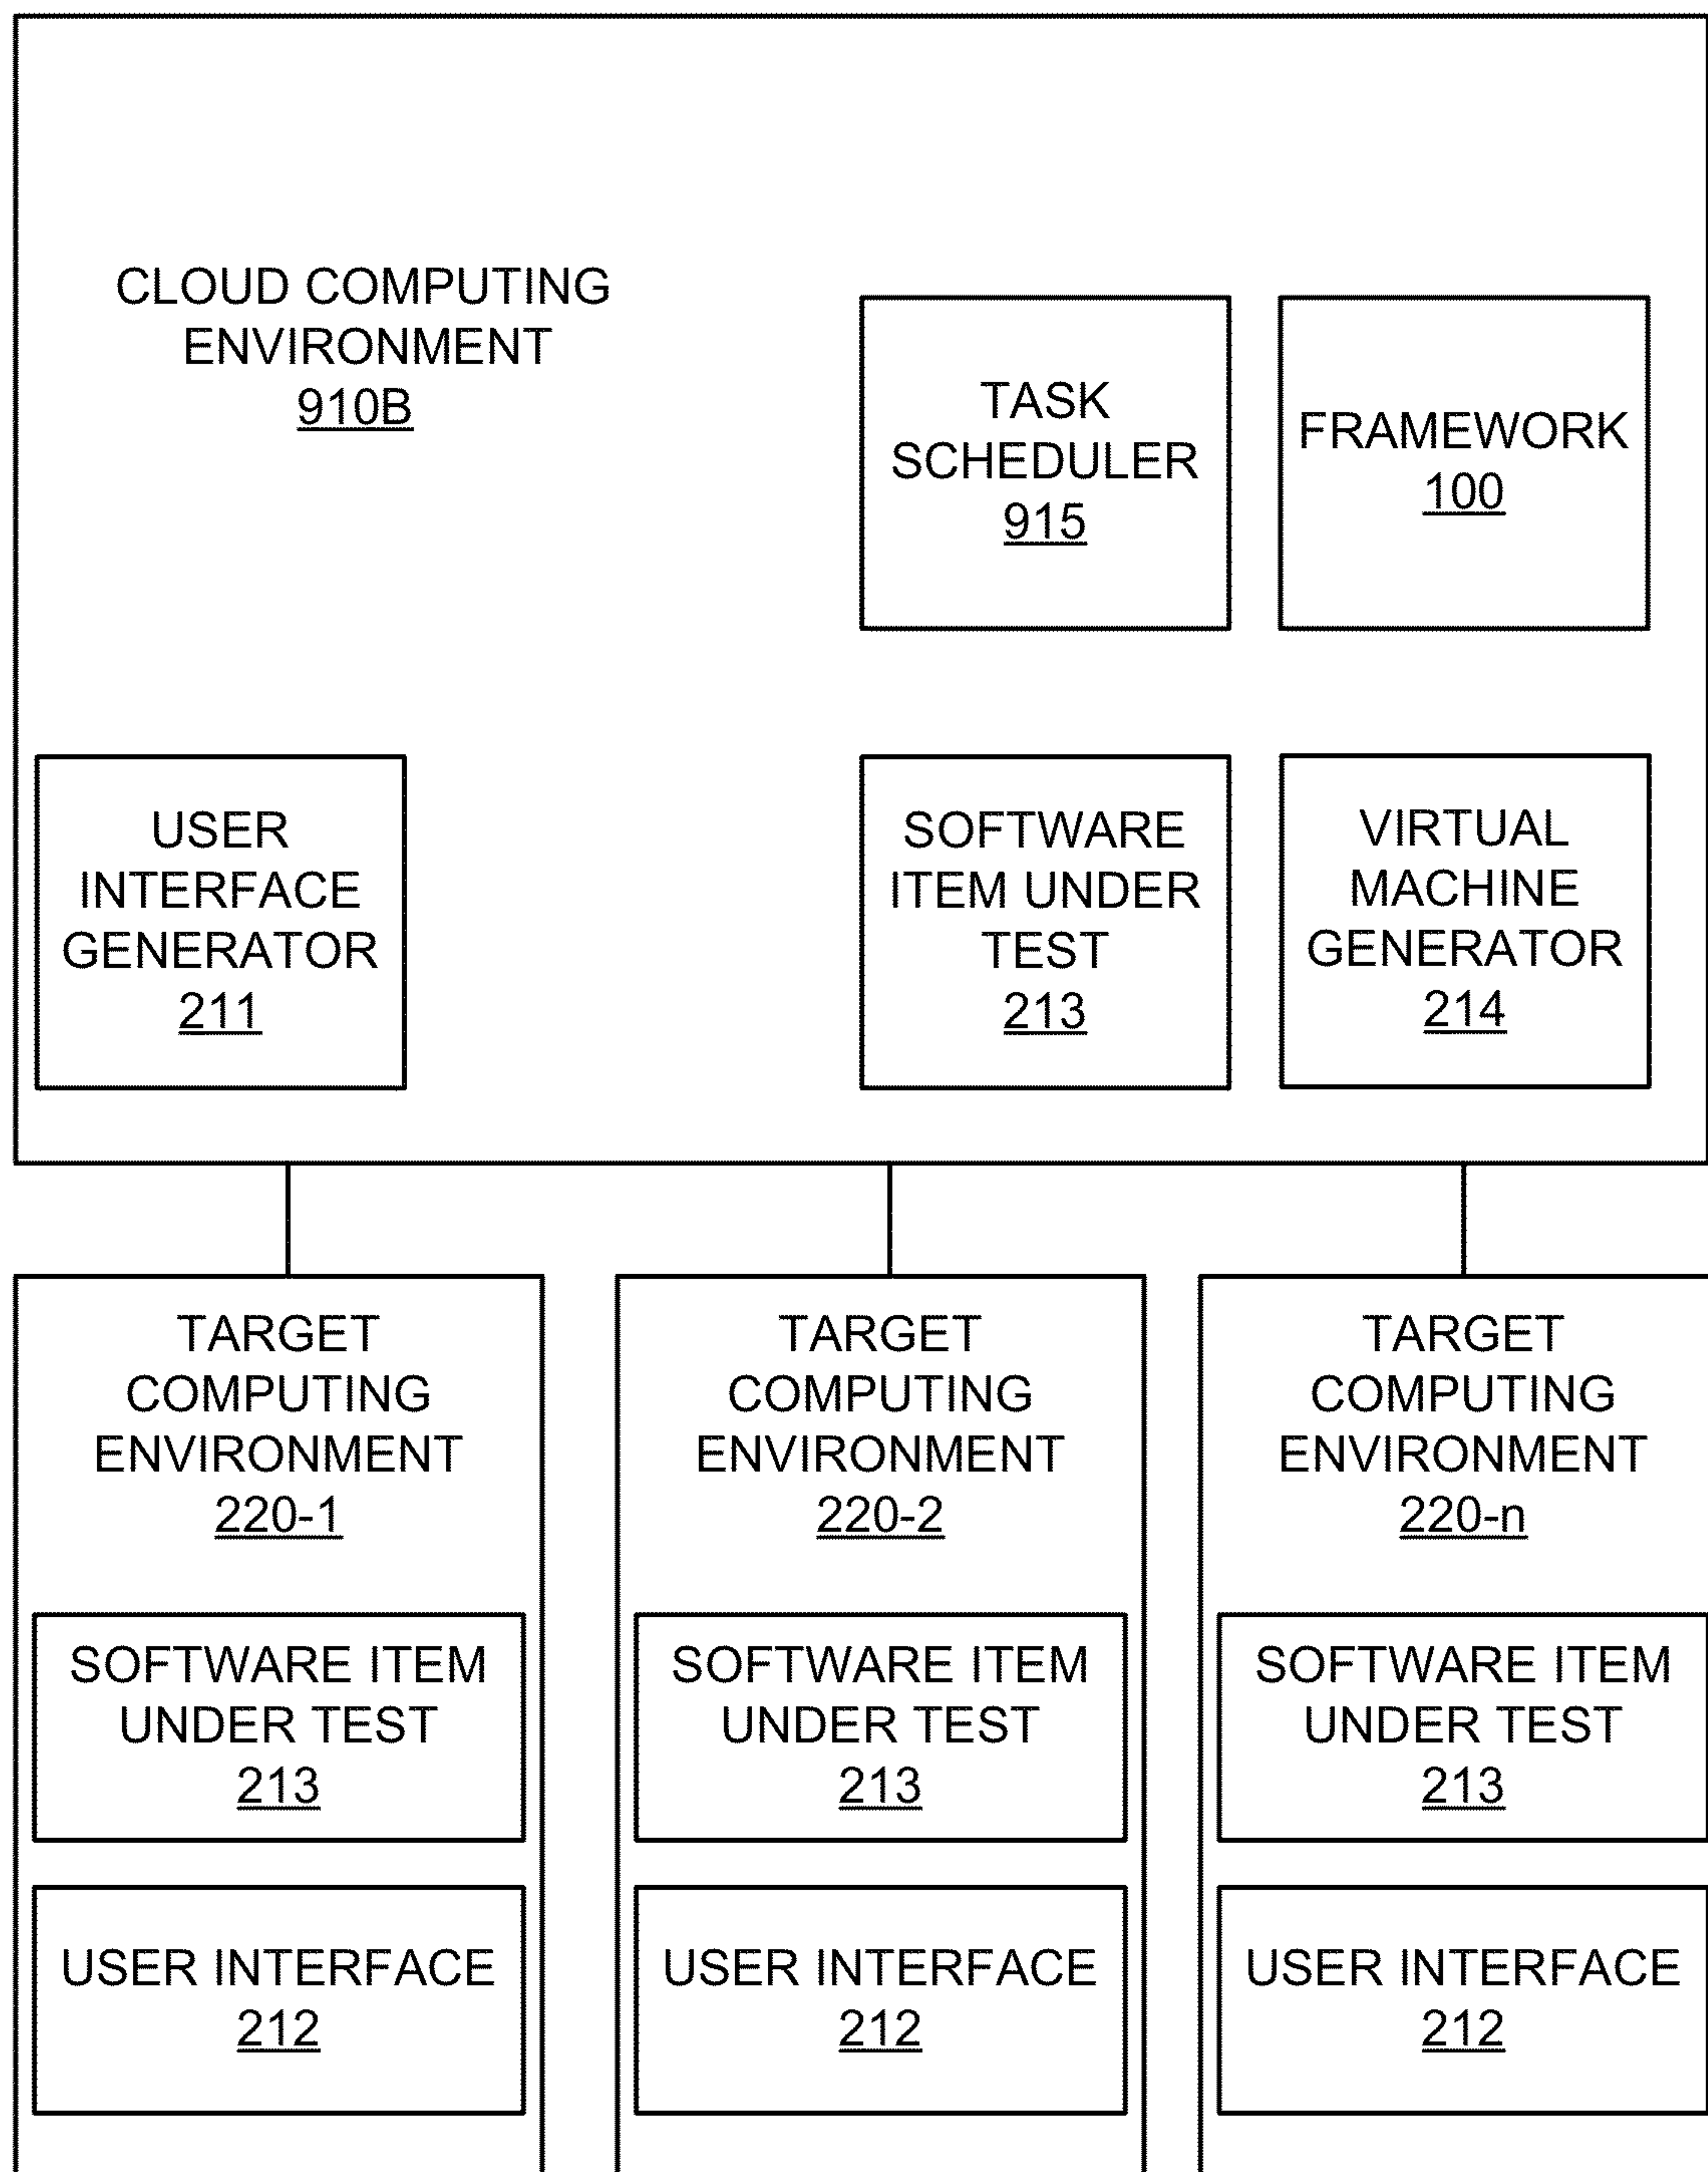 CLOUD COMPUTING
ENVIRONMENT
910B
TASK
SCHEDULER
915
FRAMEWORK
100
USER
INTERFACE
GENERATOR
211
SOFTWARE
ITEM UNDER
TEST
213
VIRTUAL
MACHINE
GENERATOR
214
TARGET
COMPUTING
ENVIRONMENT
220-1
SOFTWARE ITEM
UNDER TEST
213
USER INTERFACE
212
TARGET
COMPUTING
ENVIRONMENT
220-2
SOFTWARE ITEM
UNDER TEST
213
USER INTERFACE
212
TARGET
COMPUTING
ENVIRONMENT
220-n
SOFTWARE ITEM
UNDER TEST
213
USER INTERFACE
212